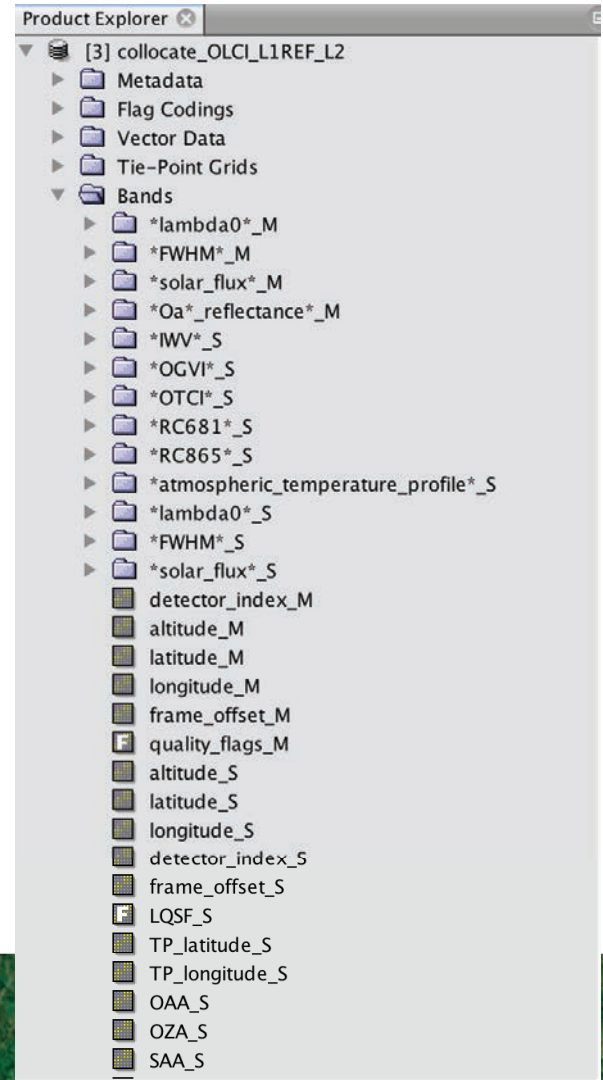 Product Explorer
[3] collocate_OLCI_L1REF_L2
Metadata
Flag Codings
Vector Data
Tie-Point Grids
Bands
*lambda0*_M
*FWHM*_M
*solar_flux*_M
*Oa*_reflectance*_M
*IWV*_S
*OGVI*_S
*OTCI*_S
*RC681*_S
*RC865*_S
*atmospheric_temperature_profile*_S
*lambda0*_S
*FWHM*_S
*solar_flux*_S
detector_index_M
altitude_M
latitude_M
longitude_M
frame_offset_M
F quality_flags_M
altitude_S
latitude_S
longitude_S
detector_index_S
frame_offset_S
F LQSF_S
TP_latitude_S
TP_longitude_S
OAA_S
OZA_S
SAA_S